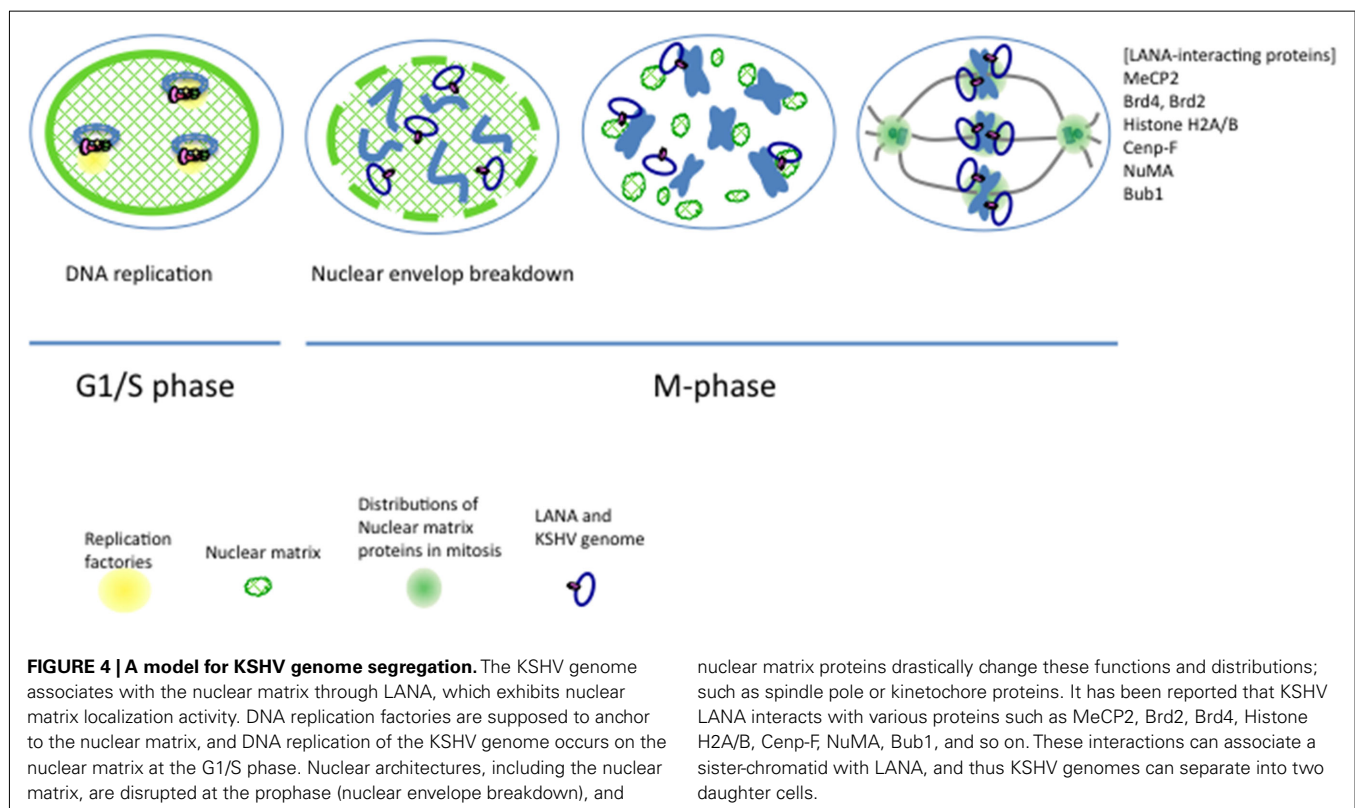 [LANA-interacting proteins]
MeCP2
Brd4, Brd2
Histone H2A/B
Cenp-F
NuMA
Bub1
DNA replication
Nuclear envelop breakdown
G1/S phase
M-phase
Replication
factories
Nuclear matrix
Distributions of
Nuclear matrix
proteins in mitosis
LANA and
KSHV genome
FIGURE 4 | A model for KSHV genome segregation. The KSHV genome
associates with the nuclear matrix through LANA, which exhibits nuclear
matrix localization activity. DNA replication factories are supposed to anchor
to the nuclear matrix, and DNA replication of the KSHV genome occurs on the
nuclear matrix at the G1/S phase. Nuclear architectures, including the nuclear
matrix, are disrupted at the prophase (nuclear envelope breakdown), and
nuclear matrix proteins drastically change these functions and distributions;
such as spindle pole or kinetochore proteins. It has been reported that KSHV
LANA interacts with various proteins such as MeCP2, Brd2, Brd4, Histone
H2A/B, Cenp-F, NuMA, Bub1, and so on. These interactions can associate a
sister-chromatid with LANA, and thus KSHV genomes can separate into two
daughter cells.